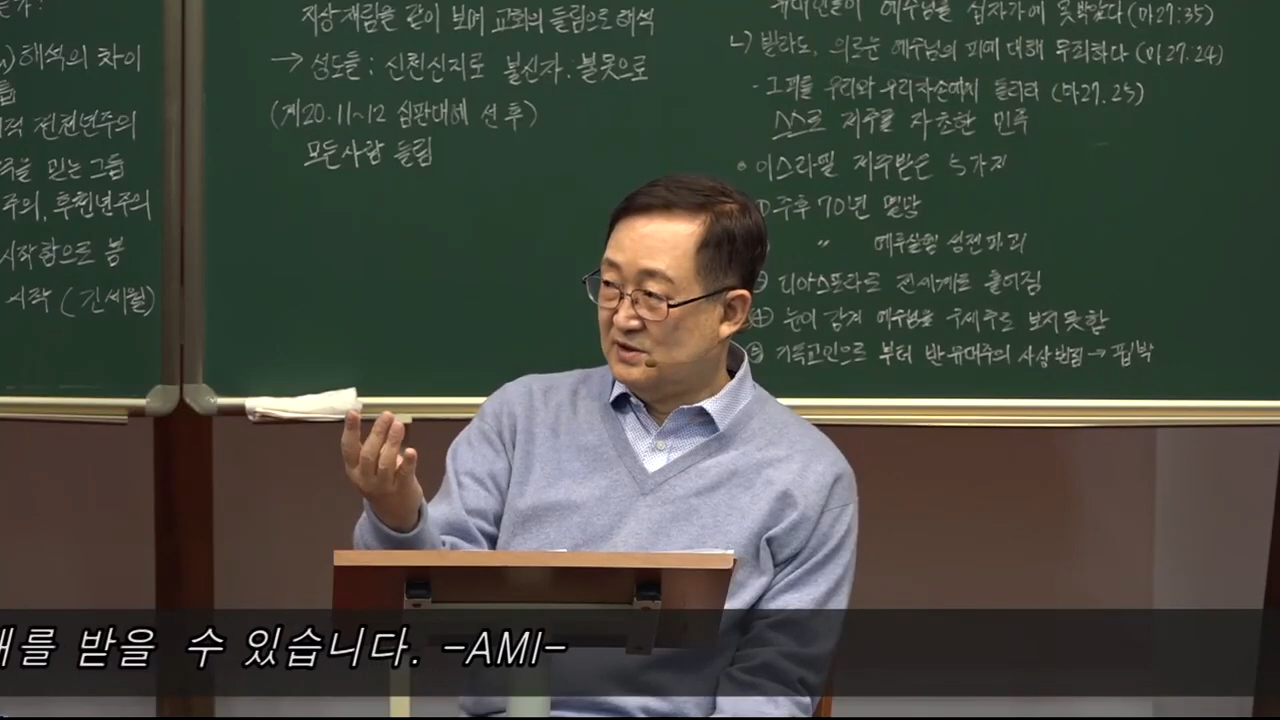 해석의 차이
전천년주의
믿는 그룹
주의, 후천년주의
시작함으로 봄
시작 (긴세월)
지상재림을 같이 보며 교회의 들림으로 해석
→ 성도들 : 신천신지로 불신자 : 불못으로
(계20.11~12 심판대해 선 후)
모든사람 들림
유대인들이 예수님을 십자가에 못박았다 (마27:35)
ㄴ) 빌라도, 의로운 예수님의 피에 대해 무죄하다 (마27:24)
- 그피를 우리와 우리자손에게 돌리라 (마27.25)
스스로 저주를 자초한 민족
• 이스라엘 저주받은 5가지
① 주후 70년 멸망
〃 예루살렘 성전파괴
디아스포라로 전세계로 흩어짐
④ 눈이 감겨 예수님을 구세주로 보지못함
⑤ 기독교인으로 부터 반유대주의 사상번짐 → 핍박
를 받을 수 있습니다. -AMI-